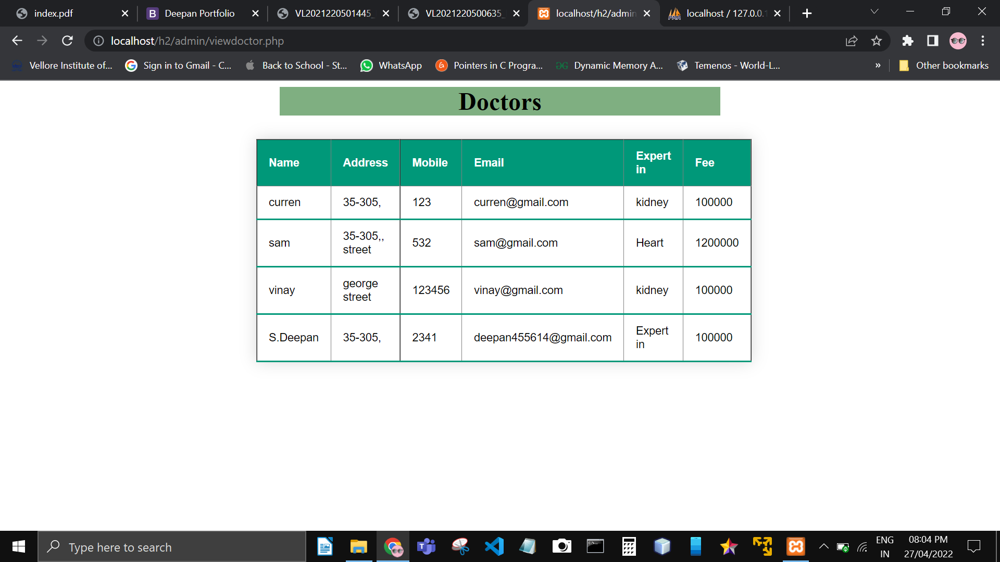 index.pdf
Deepan Portfolio
VL2021220501445_
VL2021220500635_
localhost/h2/admin
localhost / 127.0.0.1
localhost/h2/admin/viewdoctor.php
Vellore Institute of...
Sign in to Gmail - C...
Back to School - St...
WhatsApp
Pointers in C Progra...
Dynamic Memory A...
Temenos - World-L...
»
Other bookmarks
Doctors
Name Address Mobile Email Expert in Fee
curren 35-305, 123 curren@gmail.com kidney 100000
sam 35-305,, street 532 sam@gmail.com Heart 1200000
vinay george street 123456 vinay@gmail.com kidney 100000
S.Deepan 35-305, 2341 deepan455614@gmail.com Expert in 100000
Type here to search
ENG
IN
08:04 PM
27/04/2022